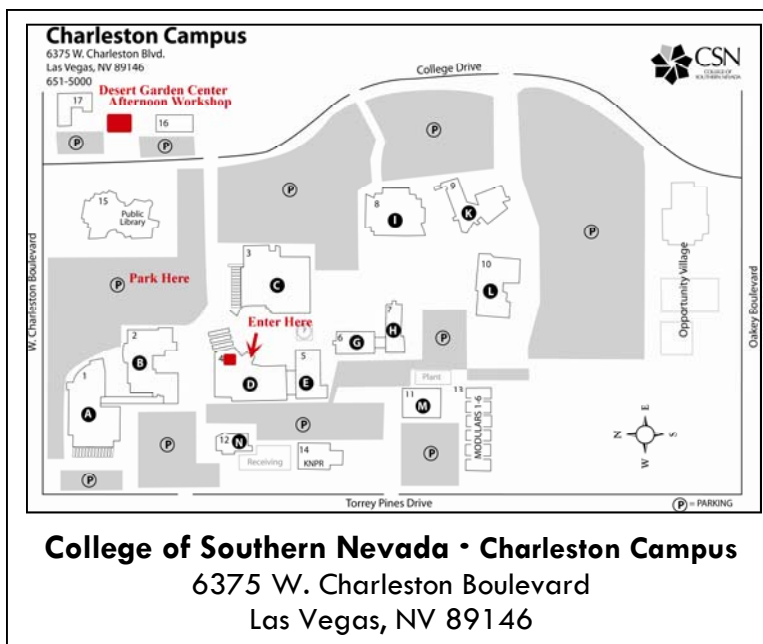 Charleston Campus
6375 W. Charleston Blvd.
Las Vegas, NV 89146
651-5000
CSN
COLLEGE OF
SOUTHERN NEVADA
College Drive
Desert Garden Center
Afternoon Workshop
17
16
P
P
P
P
15
Public
Library
8
I
9
K
P
Opportunity Village
Oakey Boulevard
W. Charleston Boulevard
P
Park Here
3
C
10
L
Enter Here
7
H
6
G
P
2
B
4
D
5
E
1
A
Plant
11
M
13
MODULARS 1-6
P
P
12
N
Receiving
14
KNPR
P
P
E
N
S
W
Torrey Pines Drive
P = PARKING
College of Southern Nevada • Charleston Campus
6375 W. Charleston Boulevard
Las Vegas, NV 89146